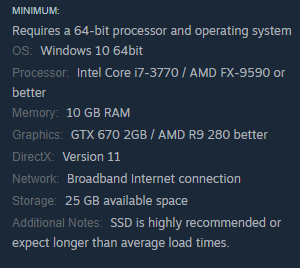 MINIMUM:
Requires a 64-bit processor and operating system
OS: Windows 10 64bit
Processor: Intel Core i7-3770 / AMD FX-9590 or
better
Memory: 10 GB RAM
Graphics: GTX 670 2GB / AMD R9 280 better
DirectX: Version 11
Network: Broadband Internet connection
Storage: 25 GB available space
Additional Notes: SSD is highly recommended or
expect longer than average load times.